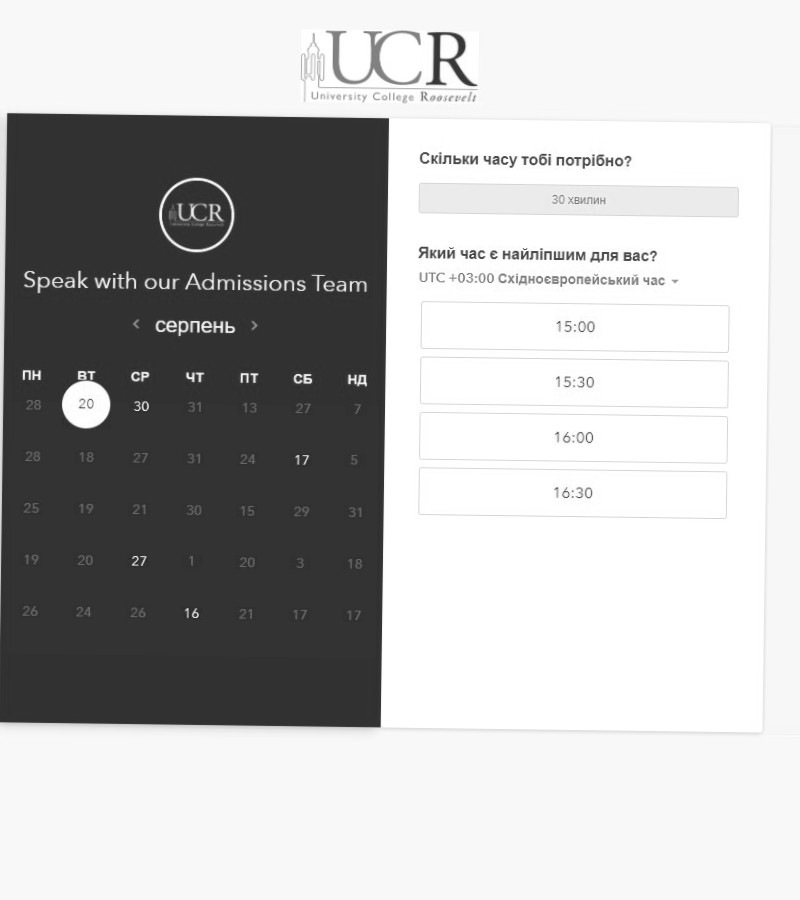 UCR
University College Roosevelt
UCR
University College Roosevelt
Speak with our Admissions Team
‹ серпень ›
ПН ВТ СР ЧТ ПТ СБ НД
28 20 30 31 13 27 7
28 18 27 31 24 17 5
25 19 21 30 15 29 31
19 20 27 1 20 3 18
26 24 26 16 21 17 17
Скільки часу тобі потрібно?
30 хвилин
Який час є найліпшим для вас?
UTC +03:00 Східноєвропейський час
15:00
15:30
16:00
16:30